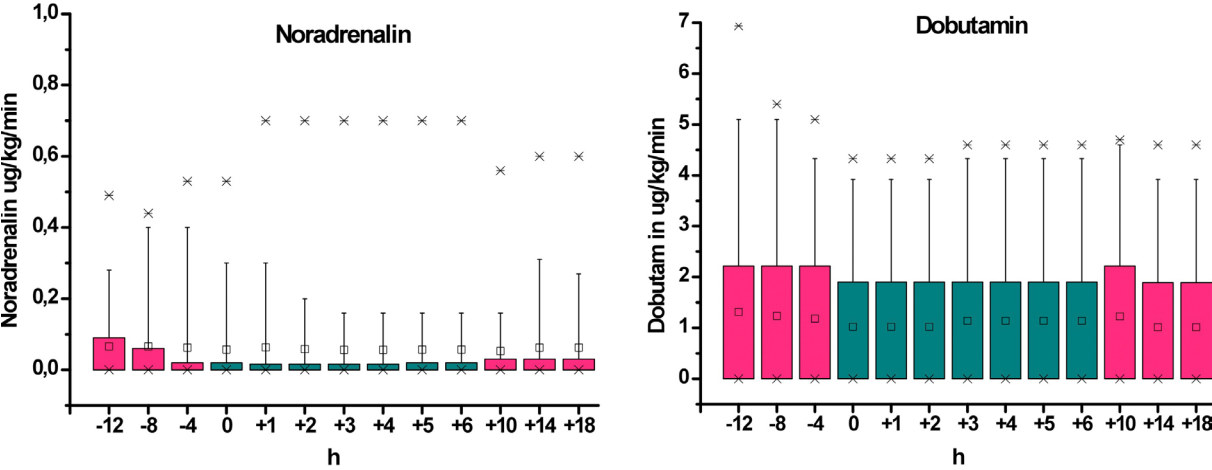 Noradrenalin
Noradrenalin ug/kg/min
1,0
0,8
0,6
0,4
0,2
0,0
-12 -8 -4 0 +1 +2 +3 +4 +5 +6 +10 +14 +18
h
Dobutamin
Dobutam in ug/kg/min
7
6
5
4
3
2
1
0
-12 -8 -4 0 +1 +2 +3 +4 +5 +6 +10 +14 +18
h